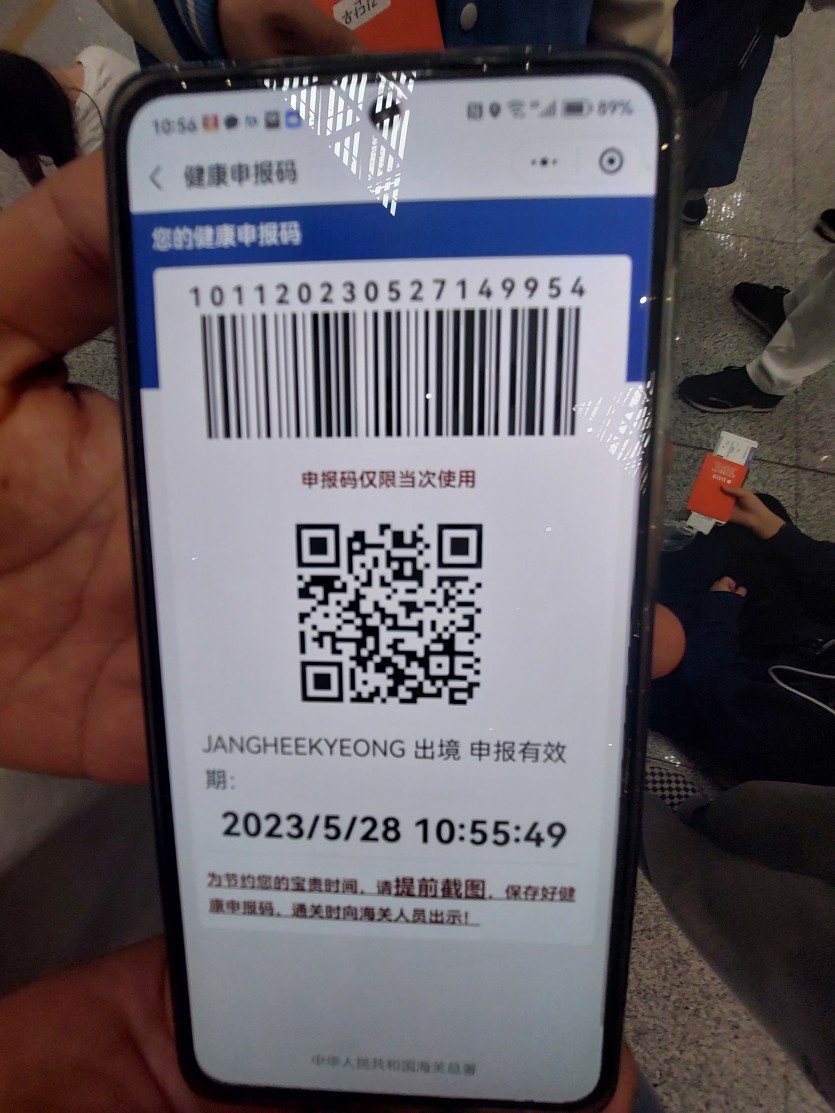 10:56 89%
健康申报码
您的健康申报码
101120230527149954
申报码仅限当次使用
JANGHEEKYEONG 出境 申报有效
期:
2023/5/28 10:55:49
为节约您的宝贵时间，请提前截图，保存好健
康申报码，通关时向海关人员出示！
中华人民共和国海关总署